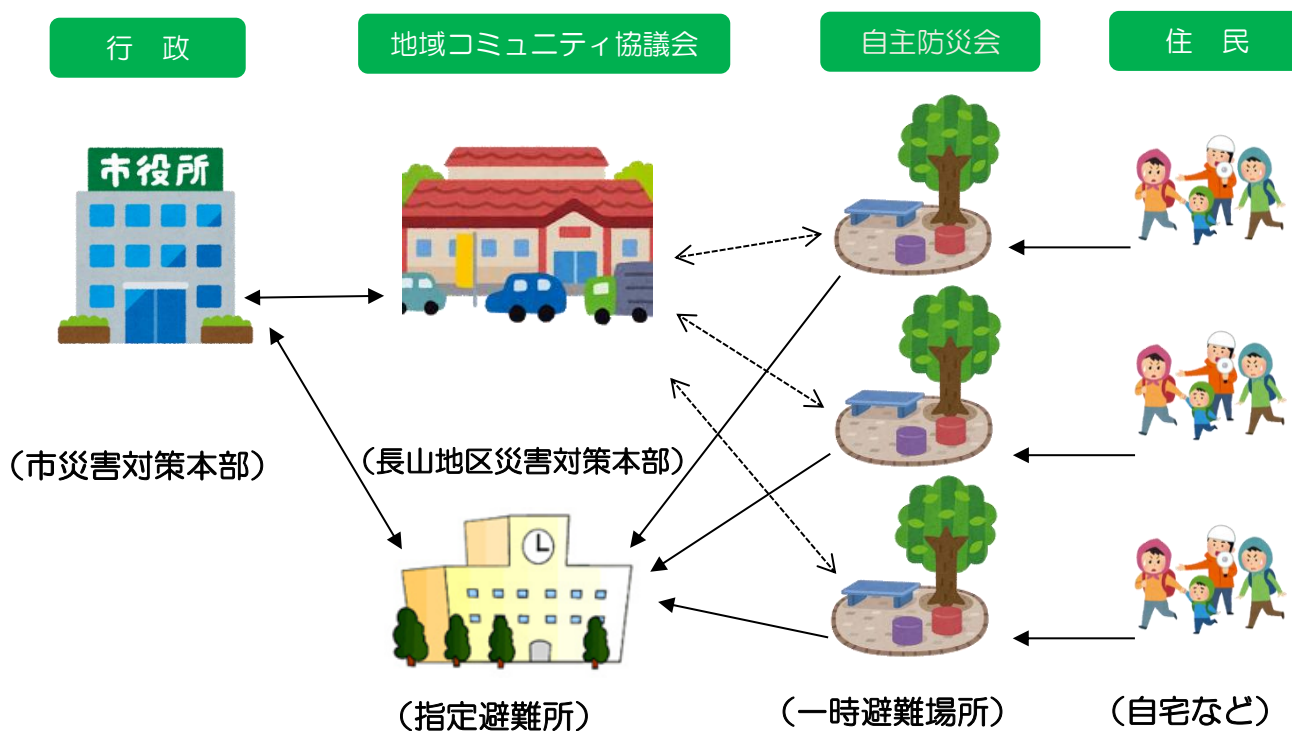 行　政
地域コミュニティ協議会
自主防災会
住　民
市役所
（市災害対策本部）
（長山地区災害対策本部）
（指定避難所）
（一時避難場所）
（自宅など）